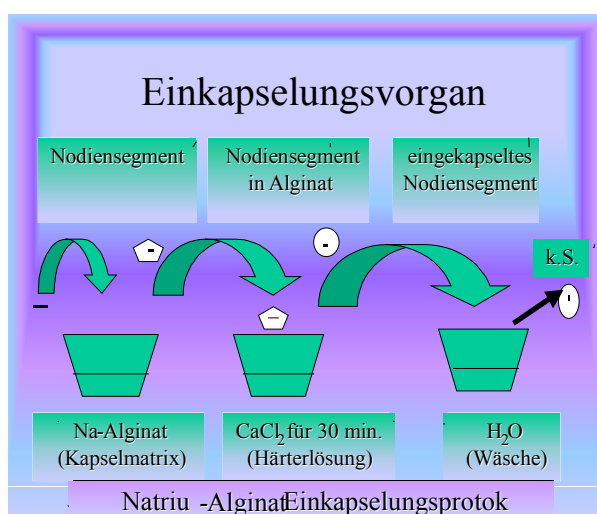 Einkapselungsvorgan
Nodiensegment
Nodiensegment
in Alginat
eingekapseltes
Nodiensegment
k.S.
Na-Alginat
(Kapselmatrix)
CaCl₂ für 30 min.
(Härterlösung)
H₂O
(Wäsche)
Natriu -Alginat Einkapselungsprotok